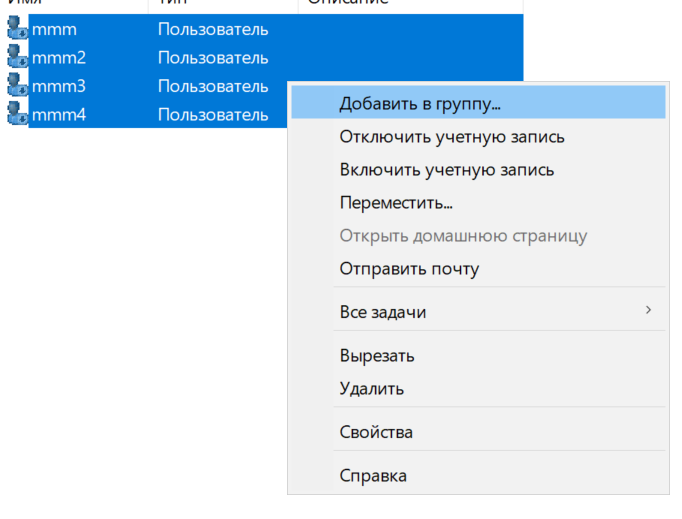 Имя Тип Описание
mmm Пользователь
mmm2 Пользователь
mmm3 Пользователь
mmm4 Пользователь
Добавить в группу...
Отключить учетную запись
Включить учетную запись
Переместить...
Открыть домашнюю страницу
Отправить почту
Все задачи
Вырезать
Удалить
Свойства
Справка